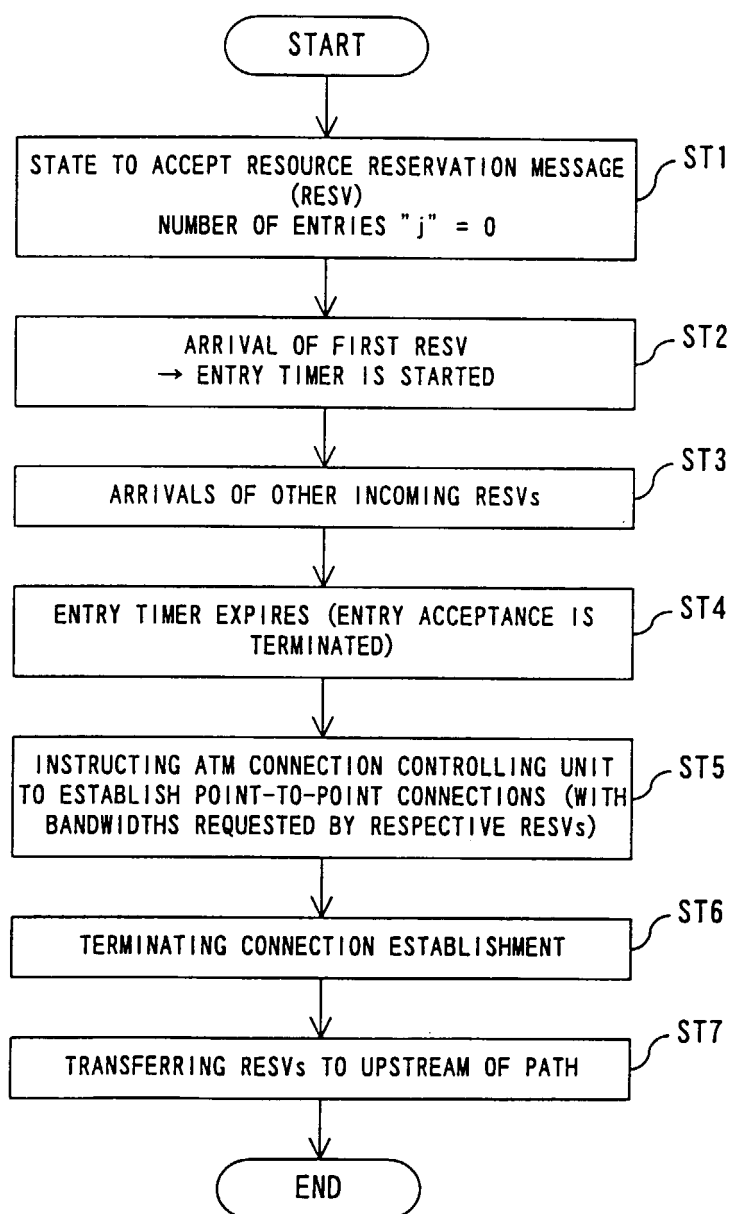 START
STATE TO ACCEPT RESOURCE RESERVATION MESSAGE
(RESV)
NUMBER OF ENTRIES "j" = 0
ST1
ARRIVAL OF FIRST RESV
→ ENTRY TIMER IS STARTED
ST2
ARRIVALS OF OTHER INCOMING RESVs
ST3
ENTRY TIMER EXPIRES (ENTRY ACCEPTANCE IS
TERMINATED)
ST4
INSTRUCTING ATM CONNECTION CONTROLLING UNIT
TO ESTABLISH POINT-TO-POINT CONNECTIONS (WITH
BANDWIDTHS REQUESTED BY RESPECTIVE RESVs)
ST5
TERMINATING CONNECTION ESTABLISHMENT
ST6
TRANSFERRING RESVs TO UPSTREAM OF PATH
ST7
END